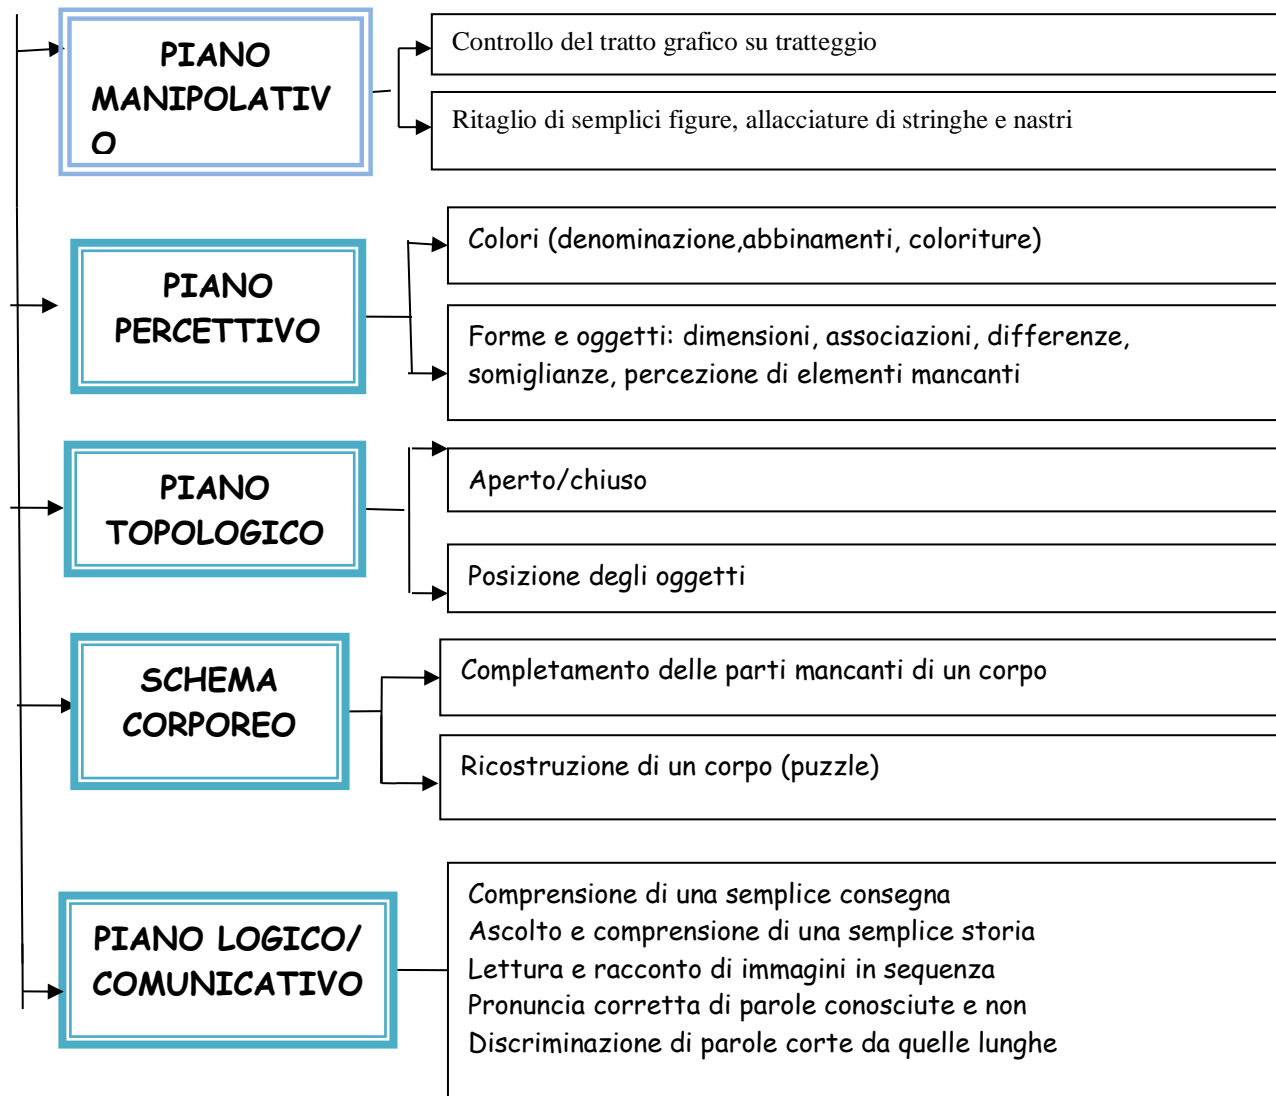 PIANO
MANIPOLATIV
O
Controllo del tratto grafico su tratteggio
Ritaglio di semplici figure, allacciature di stringhe e nastri
PIANO
PERCETTIVO
Colori (denominazione,abbinamenti, coloriture)
Forme e oggetti: dimensioni, associazioni, differenze,
somiglianze, percezione di elementi mancanti
PIANO
TOPOLOGICO
Aperto/chiuso
Posizione degli oggetti
SCHEMA
CORPOREO
Completamento delle parti mancanti di un corpo
Ricostruzione di un corpo (puzzle)
PIANO LOGICO/
COMUNICATIVO
Comprensione di una semplice consegna
Ascolto e comprensione di una semplice storia
Lettura e racconto di immagini in sequenza
Pronuncia corretta di parole conosciute e non
Discriminazione di parole corte da quelle lunghe